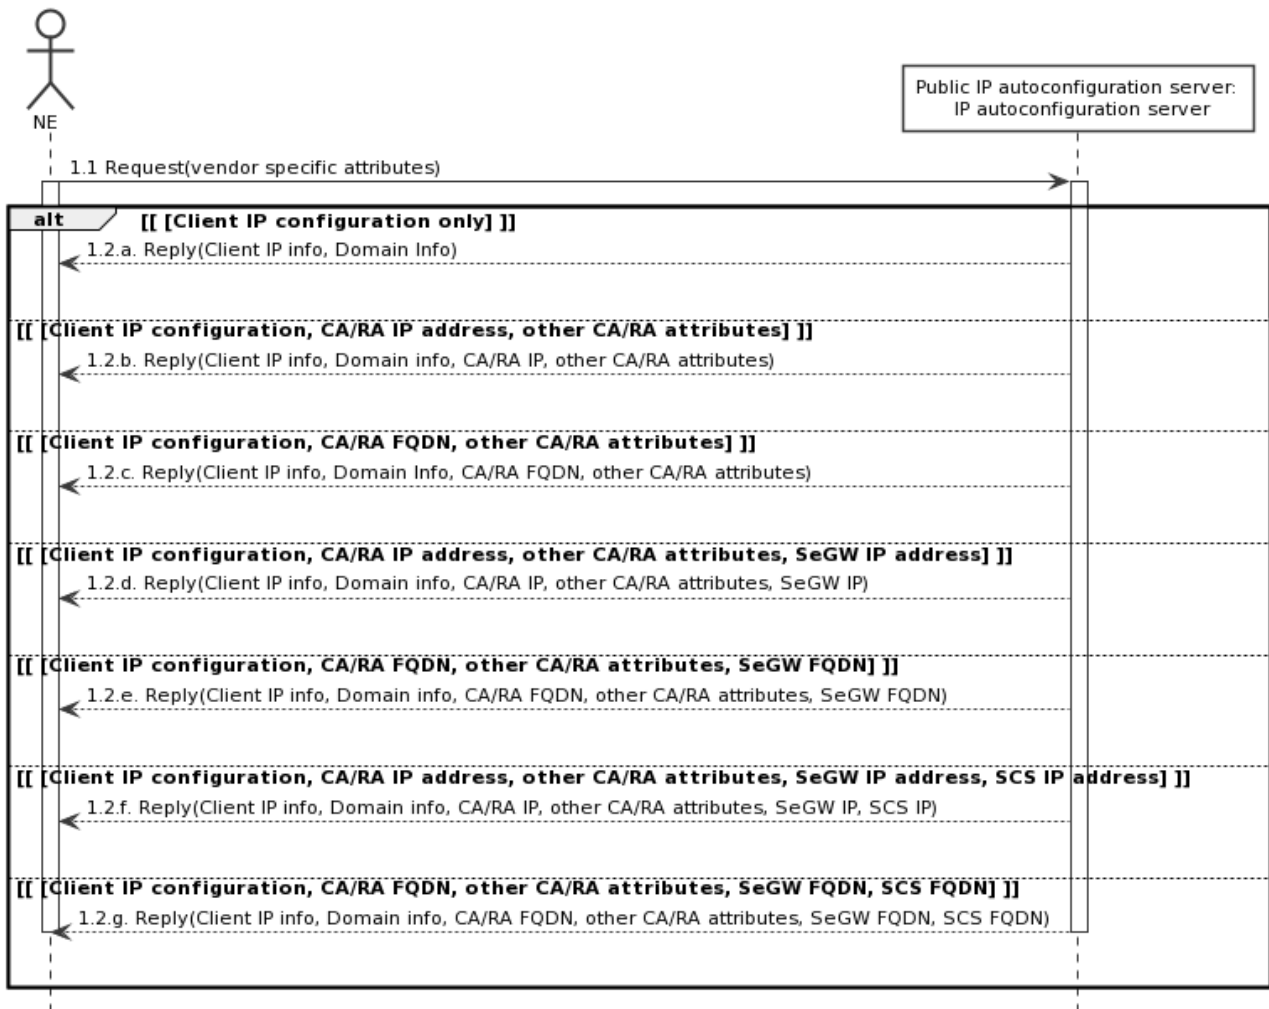 NE
Public IP autoconfiguration server:
IP autoconfiguration server
1.1 Request(vendor specific attributes)
alt [[ [Client IP configuration only] ]]
1.2.a. Reply(Client IP info, Domain Info)
[[ [Client IP configuration, CA/RA IP address, other CA/RA attributes] ]]
1.2.b. Reply(Client IP info, Domain info, CA/RA IP, other CA/RA attributes)
[[ [Client IP configuration, CA/RA FQDN, other CA/RA attributes] ]]
1.2.c. Reply(Client IP info, Domain Info, CA/RA FQDN, other CA/RA attributes)
[[ [Client IP configuration, CA/RA IP address, other CA/RA attributes, SeGW IP address] ]]
1.2.d. Reply(Client IP info, Domain info, CA/RA IP, other CA/RA attributes, SeGW IP)
[[ [Client IP configuration, CA/RA FQDN, other CA/RA attributes, SeGW FQDN] ]]
1.2.e. Reply(Client IP info, Domain info, CA/RA FQDN, other CA/RA attributes, SeGW FQDN)
[[ [Client IP configuration, CA/RA IP address, other CA/RA attributes, SeGW IP address, SCS IP address] ]]
1.2.f. Reply(Client IP info, Domain info, CA/RA IP, other CA/RA attributes, SeGW IP, SCS IP)
[[ [Client IP configuration, CA/RA FQDN, other CA/RA attributes, SeGW FQDN, SCS FQDN] ]]
1.2.g. Reply(Client IP info, Domain info, CA/RA FQDN, other CA/RA attributes, SeGW FQDN, SCS FQDN)